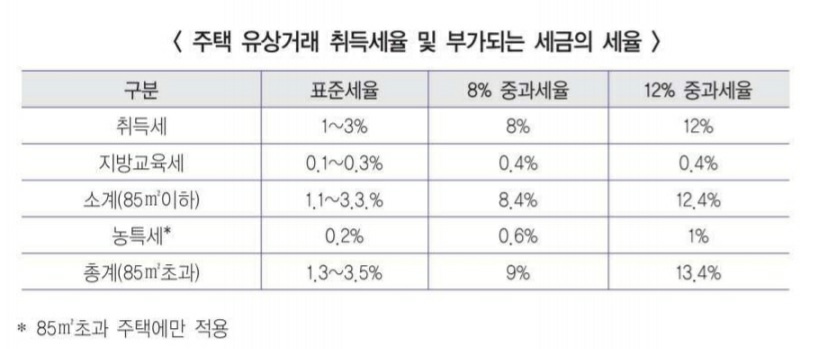 〈 주택 유상거래 취득세율 및 부가되는 세금의 세율 〉
구분 표준세율 8% 중과세율 12% 중과세율
취득세 1~3% 8% 12%
지방교육세 0.1~0.3% 0.4% 0.4%
소계(85㎡이하) 1.1~3.3.% 8.4% 12.4%
농특세* 0.2% 0.6% 1%
총계(85㎡초과) 1.3~3.5% 9% 13.4%
* 85㎡초과 주택에만 적용